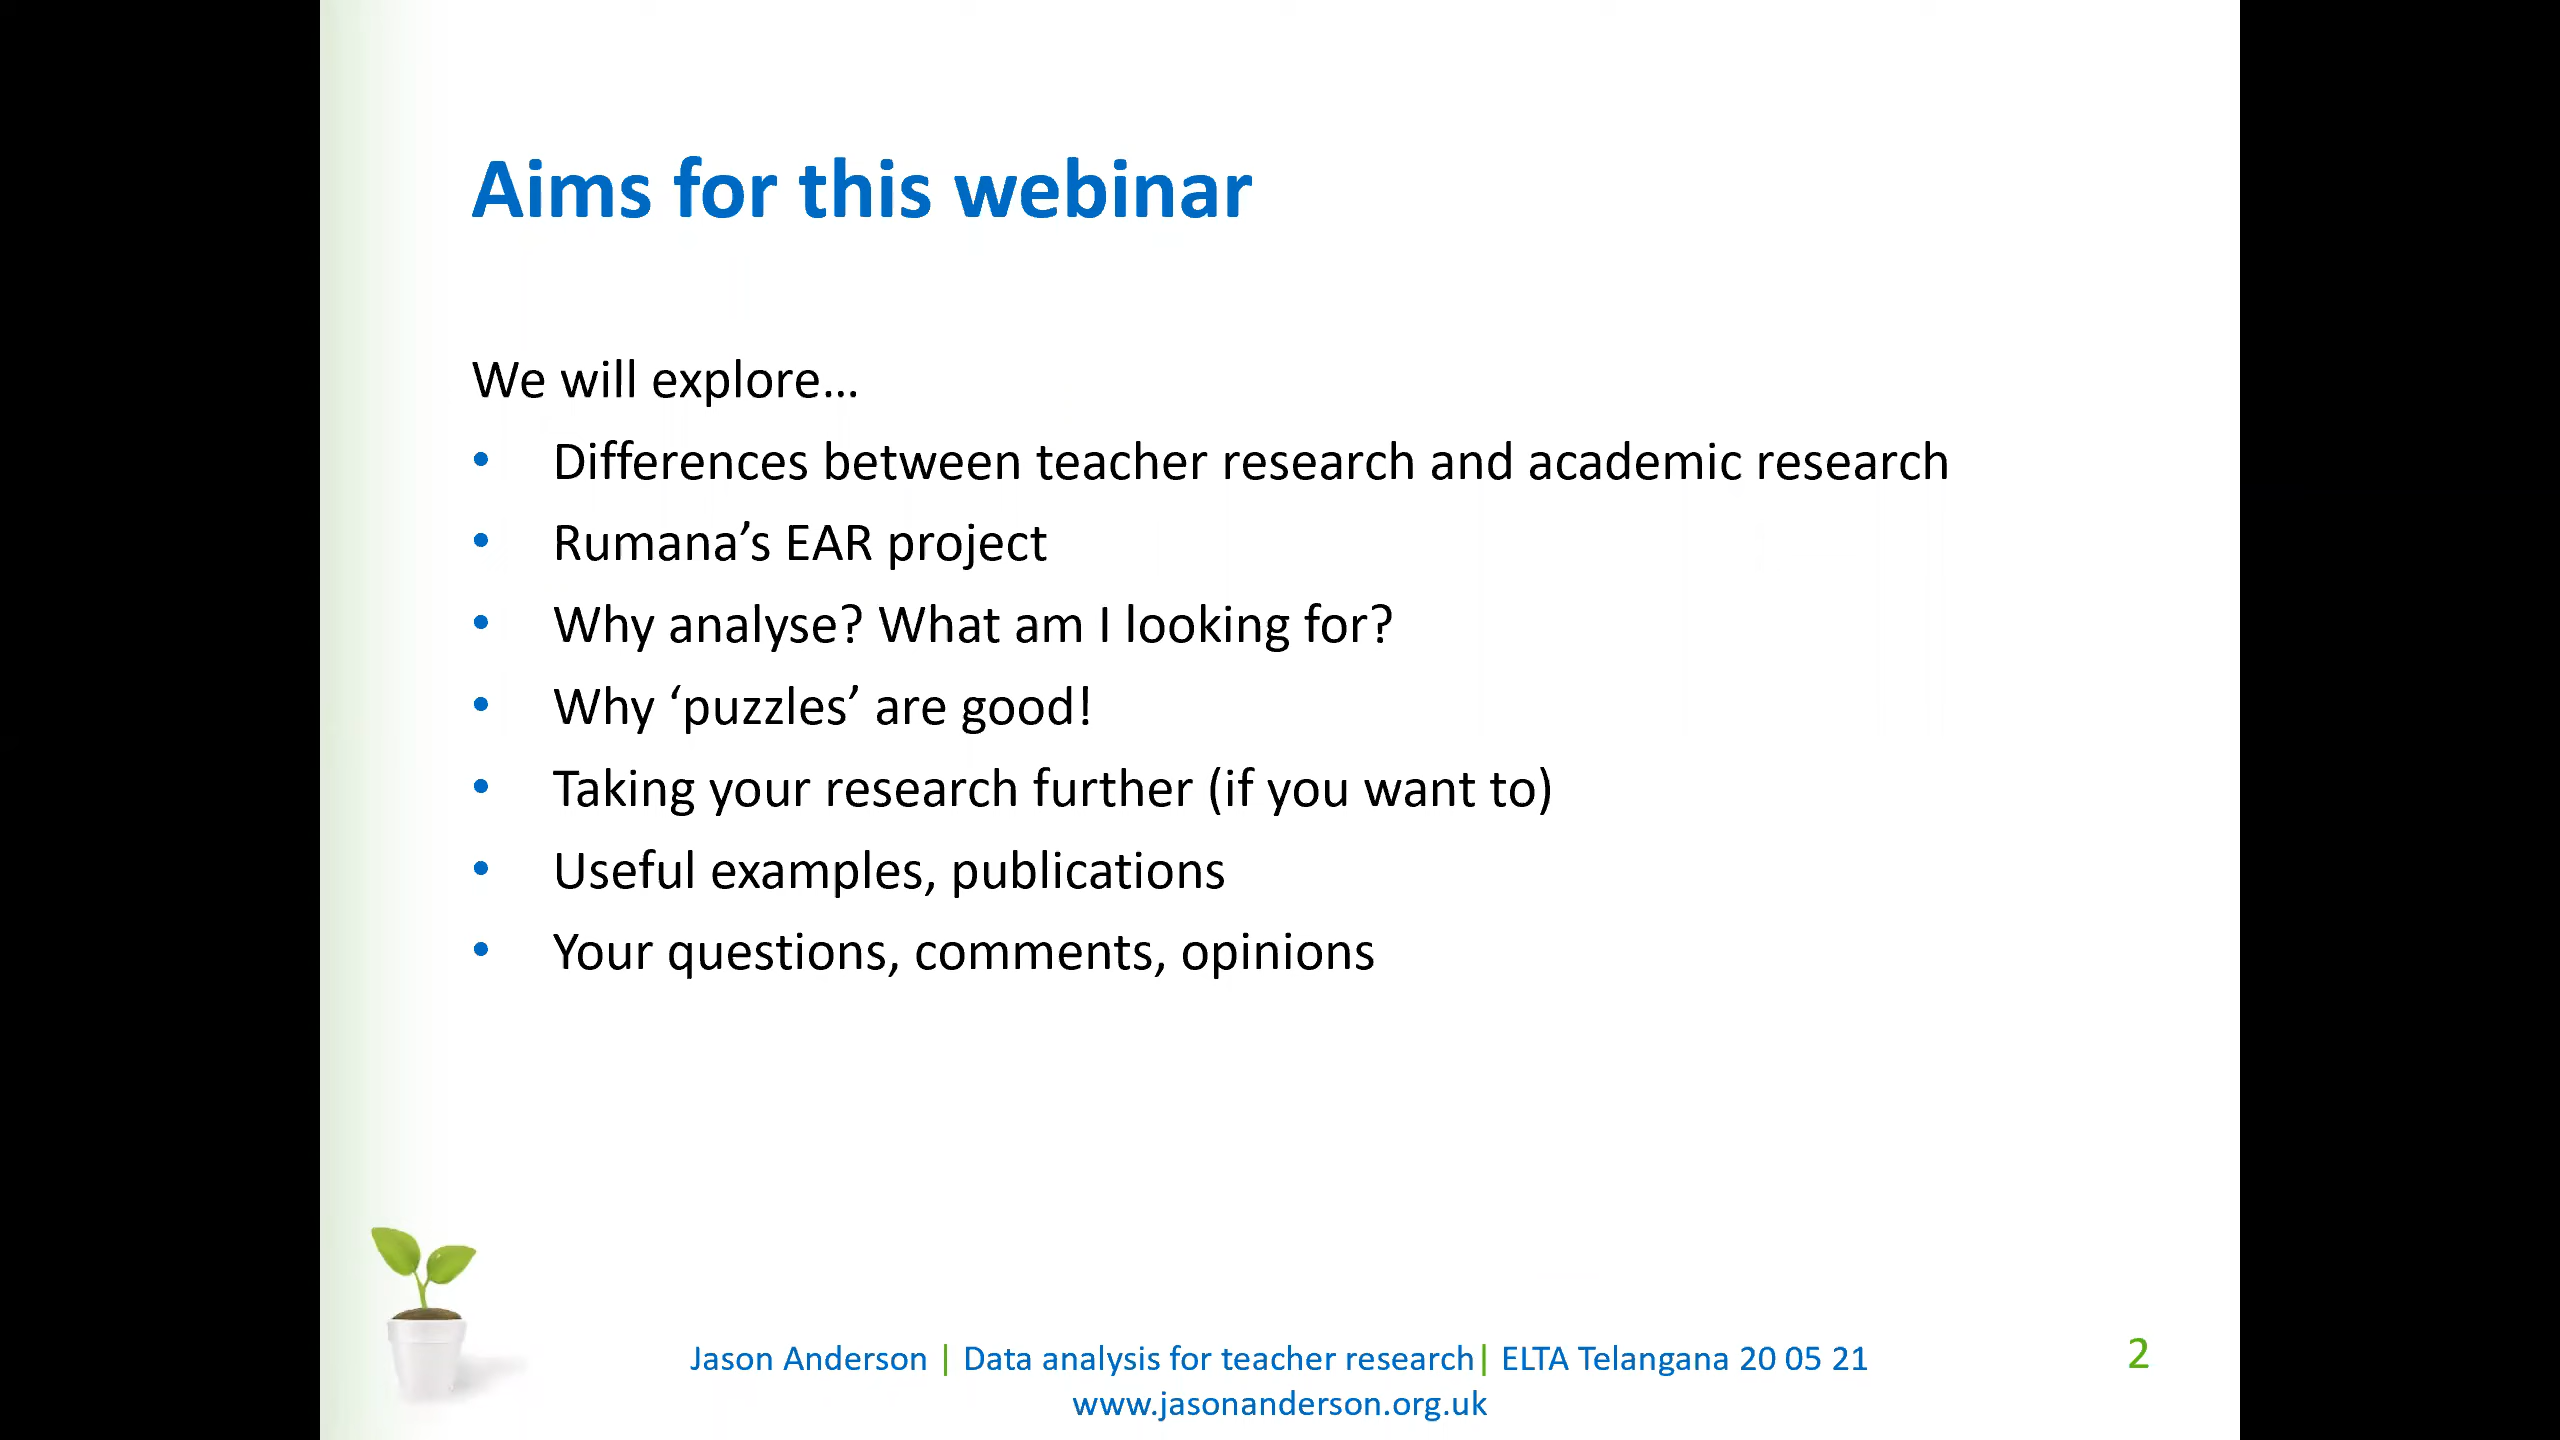 Aims for this webinar
We will explore…
• Differences between teacher research and academic research
• Rumana’s EAR project
• Why analyse? What am I looking for?
• Why ‘puzzles’ are good!
• Taking your research further (if you want to)
• Useful examples, publications
• Your questions, comments, opinions
Jason Anderson | Data analysis for teacher research| ELTA Telangana 20 05 21
www.jasonanderson.org.uk
2